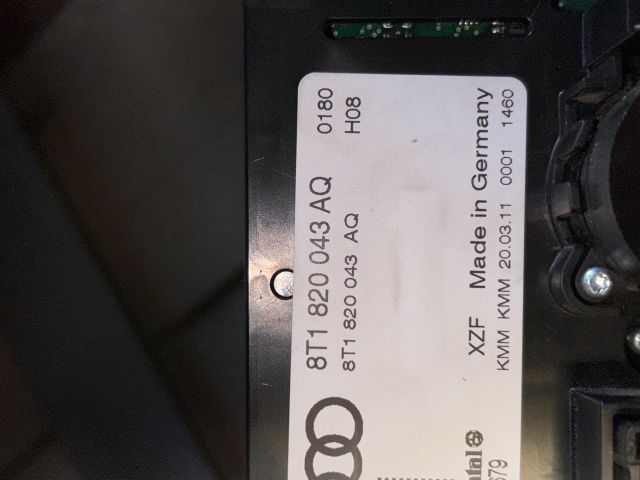 8T1 820 043 AQ 0180
8T1 820 043 AQ H08
XZF Made in Germany
KMM KMM 20.03.11 0001 1460